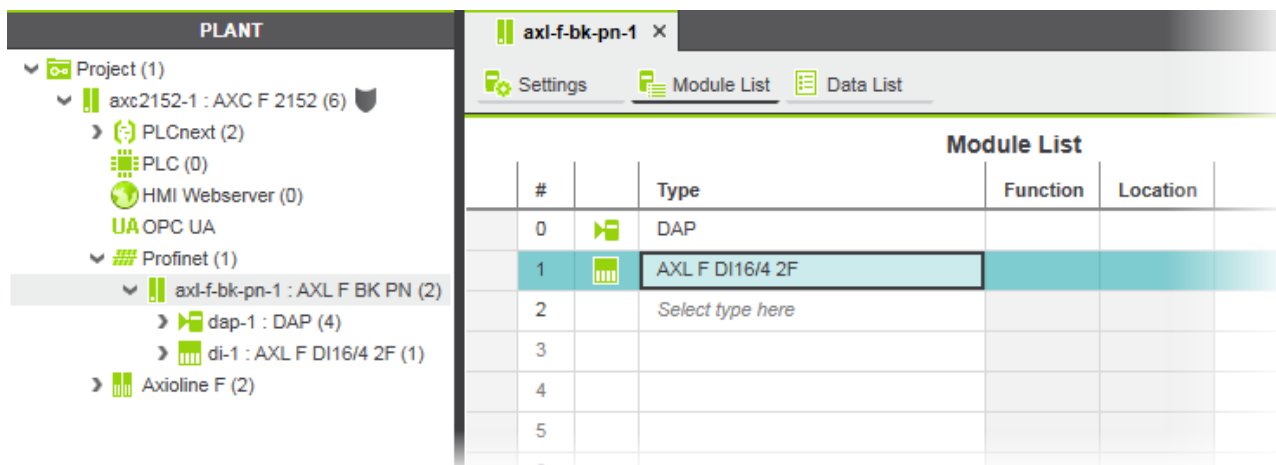 PLANT
Project (1)
axc2152-1 : AXC F 2152 (6)
PLCnext (2)
PLC (0)
HMI Webserver (0)
UA OPC UA
Profinet (1)
axl-f-bk-pn-1 : AXL F BK PN (2)
dap-1 : DAP (4)
di-1 : AXL F DI16/4 2F (1)
Axioline F (2)
axl-f-bk-pn-1 ×
Settings Module List Data List
Module List
# Type Function Location
0 DAP
1 AXL F DI16/4 2F
2 Select type here
3
4
5